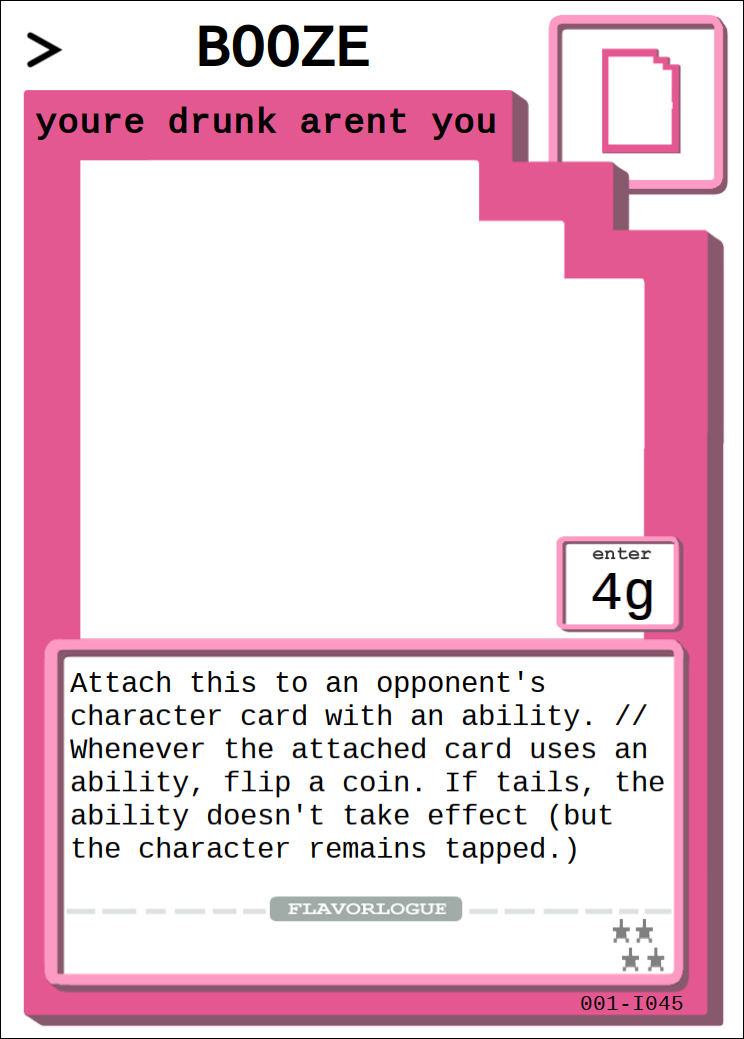 > BOOZE
youre drunk arent you
enter
4g
Attach this to an opponent's
character card with an ability. //
Whenever the attached card uses an
ability, flip a coin. If tails, the
ability doesn't take effect (but
the character remains tapped.)
FLAVORLOGUE
001-I045